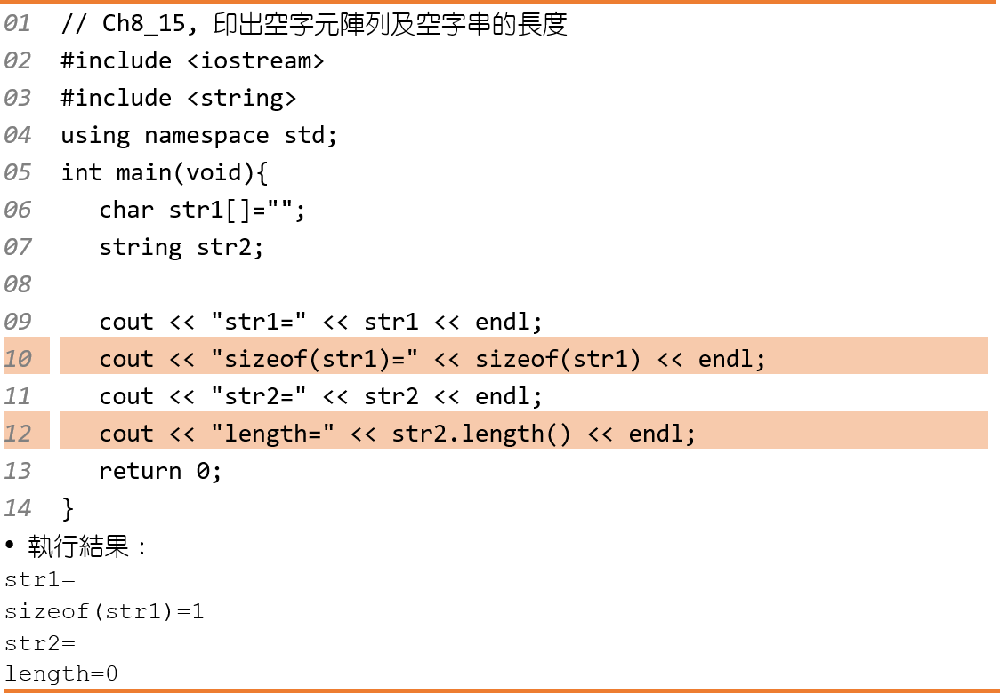 01 // Ch8_15, 印出空字元陣列及空字串的長度
02 #include <iostream>
03 #include <string>
04 using namespace std;
05 int main(void){
06    char str1[]="";
07    string str2;
08
09    cout << "str1=" << str1 << endl;
10    cout << "sizeof(str1)=" << sizeof(str1) << endl;
11    cout << "str2=" << str2 << endl;
12    cout << "length=" << str2.length() << endl;
13    return 0;
14 }
• 執行結果：
str1=
sizeof(str1)=1
str2=
length=0